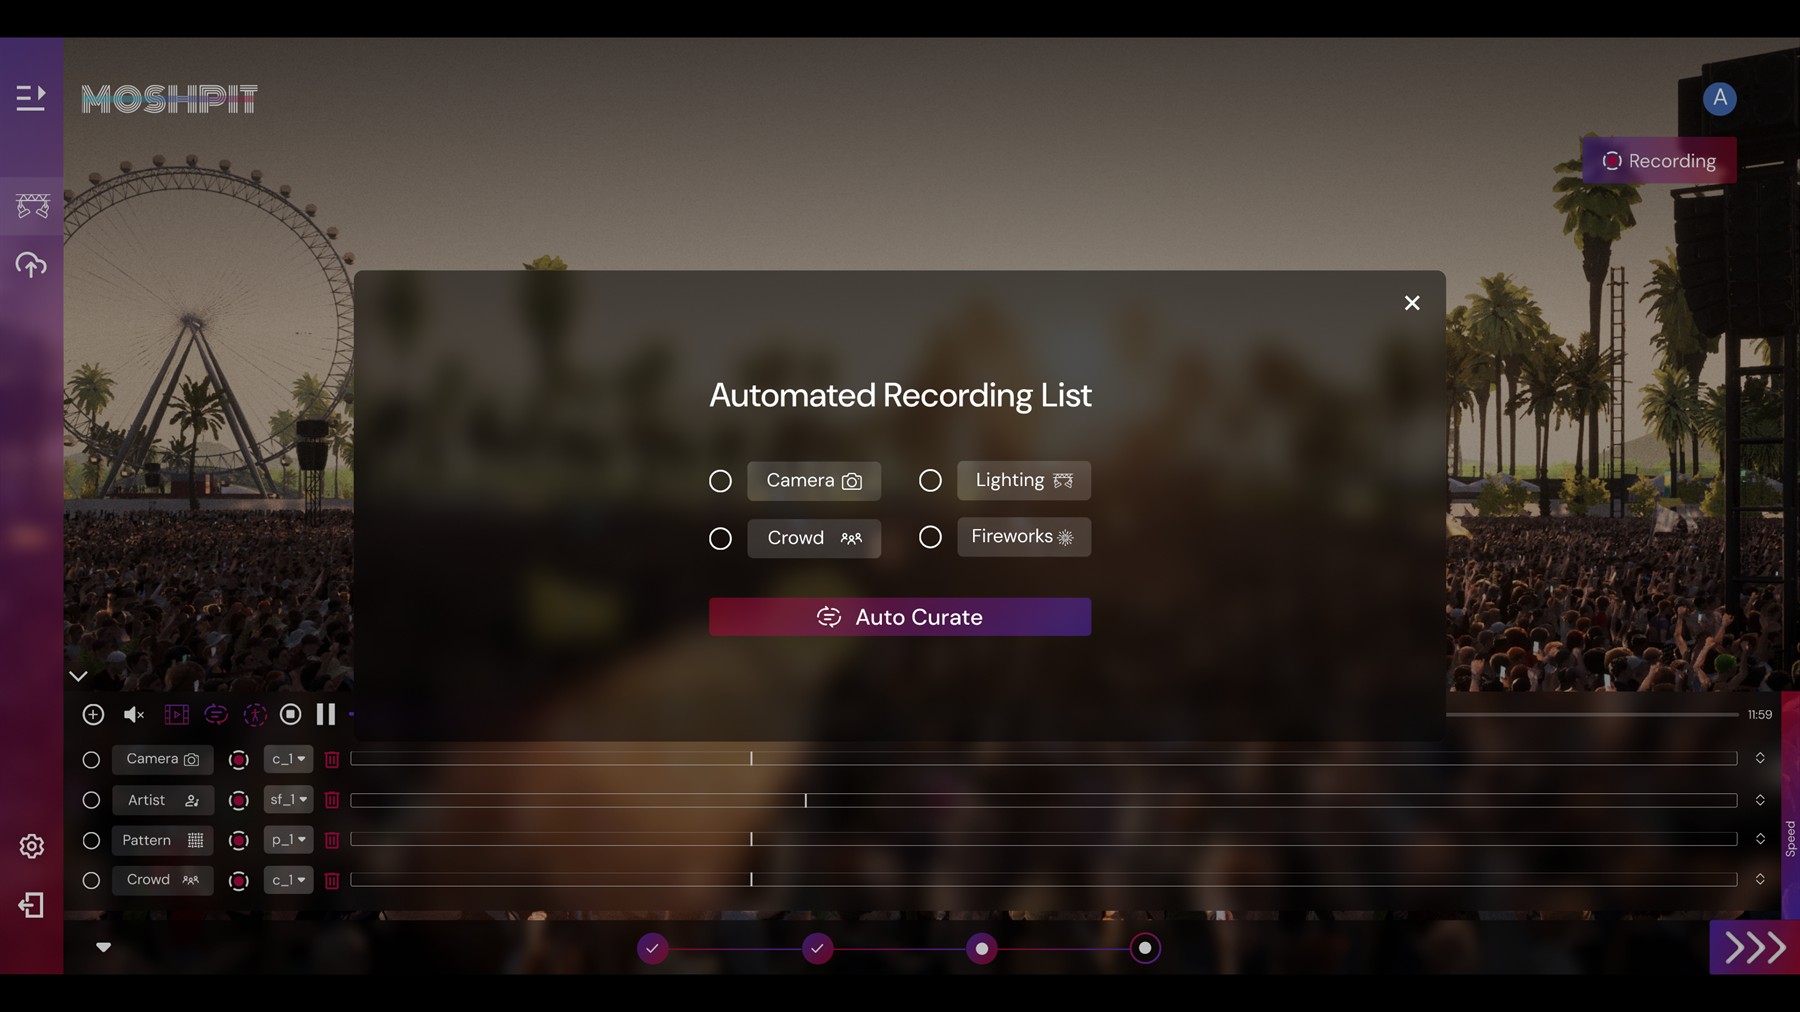 MOSHPIT
A
Recording
Automated Recording List
Camera
Lighting
Crowd
Fireworks
Auto Curate
11:59
Camera
c_1
Artist
sf_1
Pattern
p_1
Crowd
c_1
Speed